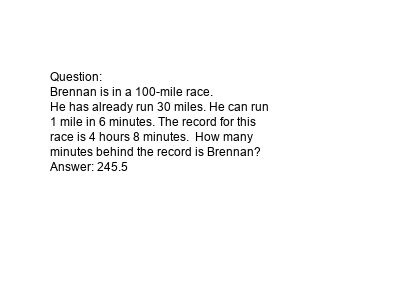 Question:
Brennan is in a 100-mile race.
He has already run 30 miles. He can run
1 mile in 6 minutes. The record for this
race is 4 hours 8 minutes.  How many
minutes behind the record is Brennan?
Answer: 245.5